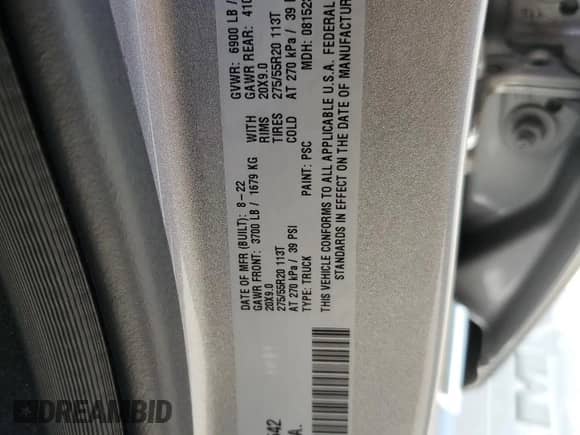 DATE OF MFR (BUILT): 8-22
GVWR: 6900 LB /
GAWR FRONT: 3700 LB / 1679 KG
WITH
GAWR REAR: 410
20X9.0
RIMS
20X9.0
275/55R20 113T
TIRES
275/55R20 113T
AT 270 kPa / 39 PSI
COLD
AT 270 kPa / 39
TYPE: TRUCK
PAINT: PSC
MDH: 08152
THIS VEHICLE CONFORMS TO ALL APPLICABLE U.S.A. FEDERAL
STANDARDS IN EFFECT ON THE DATE OF MANUFACTUR
542
A.
DREAMBID